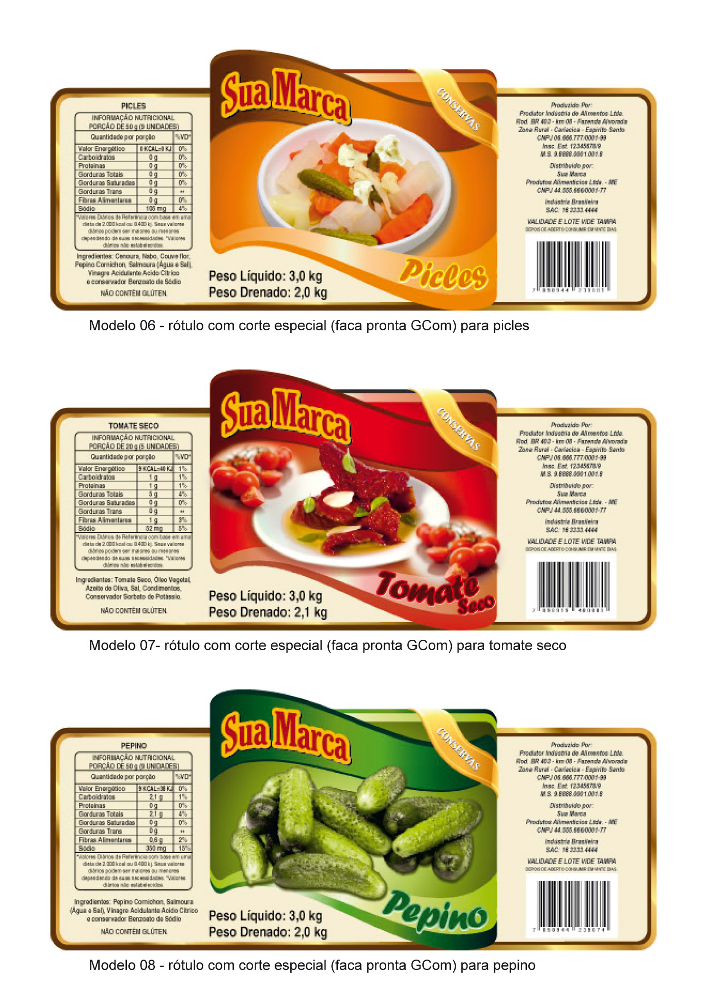 Sua Marca
CONSERVAS
PICLES
INFORMAÇÃO NUTRICIONAL
PORÇÃO DE 50 g (9 UNIDADES)
Quantidade por porção %VD*
Valor Energético 0 KCAL=0 KJ 0%
Carboidratos 0 g 0%
Proteínas 0 g 0%
Gorduras Totais 0 g 0%
Gorduras Saturadas 0 g 0%
Gorduras Trans 0 g **
Fibras Alimentares 0 g 0%
Sódio 105 mg 4%
*Valores Diários de Referência com base em uma
dieta de 2.000 kcal ou 8.400 kj. Seus valores
diários podem ser maiores ou menores
dependendo de suas necessidades. *Valores
diários não estabelecidos.
Ingredientes: Cenoura, Nabo, Couve flor,
Pepino Cornichon, Salmoura (Água e Sal),
Vinagre Acidulante Acido Cítrico
e conservador Benzoato de Sódio
NÃO CONTÉM GLÚTEN.
Peso Líquido: 3,0 kg
Peso Drenado: 2,0 kg
Picles
Produzido Por:
Produtor Indústria de Alimentos Ltda.
Rod. BR 402 - km 08 - Fazenda Alvorada
Zona Rural - Cariacica - Espírito Santo
CNPJ 06.666.777/0001-99
Insc. Est. 12345678/9
M.S. 9.8888.0001.001.8
Distribuído por:
Sua Marca
Produtos Alimentícios Ltda. - ME
CNPJ 44.555.666/0001-77
Indústria Brasileira
SAC: 16 3333.4444
VALIDADE E LOTE VIDE TAMPA
DEPOIS DE ABERTO CONSUMIR EM VINTE DIAS.
Modelo 06 - rótulo com corte especial (faca pronta GCom) para picles
Sua Marca
CONSERVAS
TOMATE SECO
INFORMAÇÃO NUTRICIONAL
PORÇÃO DE 20 g (5 UNIDADES)
Quantidade por porção %VD*
Valor Energético 9 KCAL=40 KJ 1%
Carboidratos 1 g 1%
Proteínas 1 g 1%
Gorduras Totais 5 g 4%
Gorduras Saturadas 0 g 0%
Gorduras Trans 0 g **
Fibras Alimentares 1 g 3%
Sódio 52 mg 5%
*Valores Diários de Referência com base em uma
dieta de 2.000 kcal ou 8.400 kj. Seus valores
diários podem ser maiores ou menores
dependendo de suas necessidades. *Valores
diários não estabelecidos.
Ingredientes: Tomate Seco, Óleo Vegetal,
Azeite de Oliva, Sal, Condimentos,
Conservador Sorbato de Potássio.
NÃO CONTÉM GLÚTEN.
Peso Líquido: 3,0 kg
Peso Drenado: 2,1 kg
Tomate
Seco
Produzido Por:
Produtor Indústria de Alimentos Ltda.
Rod. BR 402 - km 08 - Fazenda Alvorada
Zona Rural - Cariacica - Espírito Santo
CNPJ 06.666.777/0001-99
Insc. Est. 12345678/9
M.S. 9.8888.0001.001.8
Distribuído por:
Sua Marca
Produtos Alimentícios Ltda. - ME
CNPJ 44.555.666/0001-77
Indústria Brasileira
SAC: 16 3333.4444
VALIDADE E LOTE VIDE TAMPA
DEPOIS DE ABERTO CONSUMIR EM VINTE DIAS.
Modelo 07- rótulo com corte especial (faca pronta GCom) para tomate seco
Sua Marca
CONSERVAS
PEPINO
INFORMAÇÃO NUTRICIONAL
PORÇÃO DE 50 g (9 UNIDADES)
Quantidade por porção %VD*
Valor Energético 9 KCAL=38 KJ 0%
Carboidratos 2,1 g 1%
Proteínas 0 g 0%
Gorduras Totais 2,1 g 4%
Gorduras Saturadas 0 g 0%
Gorduras Trans 0 g **
Fibras Alimentares 0,6 g 2%
Sódio 350 mg 15%
*Valores Diários de Referência com base em uma
dieta de 2.000 kcal ou 8.400 kj. Seus valores
diários podem ser maiores ou menores
dependendo de suas necessidades. *Valores
diários não estabelecidos.
Ingredientes: Pepino Cornichon, Salmoura
(Água e Sal), Vinagre Acidulante Acido Cítrico
e conservador Benzoato de Sódio
NÃO CONTÉM GLÚTEN.
Peso Líquido: 3,0 kg
Peso Drenado: 2,0 kg
Pepino
Produzido Por:
Produtor Indústria de Alimentos Ltda.
Rod. BR 402 - km 08 - Fazenda Alvorada
Zona Rural - Cariacica - Espírito Santo
CNPJ 06.666.777/0001-99
Insc. Est. 12345678/9
M.S. 9.8888.0001.001.8
Distribuído por:
Sua Marca
Produtos Alimentícios Ltda. - ME
CNPJ 44.555.666/0001-77
Indústria Brasileira
SAC: 16 3333.4444
VALIDADE E LOTE VIDE TAMPA
DEPOIS DE ABERTO CONSUMIR EM VINTE DIAS.
7 898944 239074
Modelo 08 - rótulo com corte especial (faca pronta GCom) para pepino